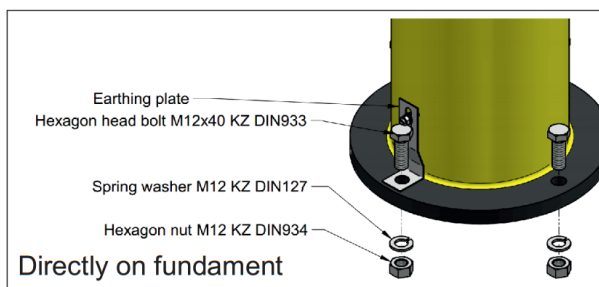 Earthing plate
Hexagon head bolt M12x40 KZ DIN933
Spring washer M12 KZ DIN127
Hexagon nut M12 KZ DIN934
Directly on fundament